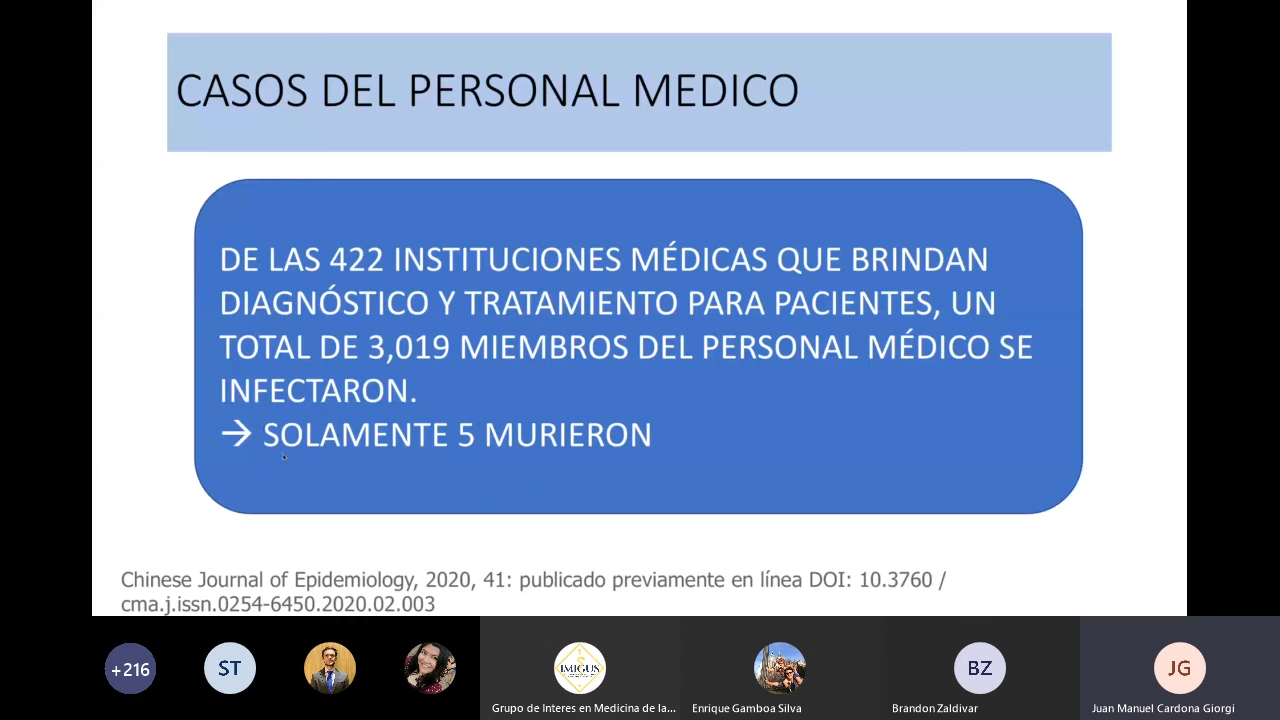 CASOS DEL PERSONAL MEDICO
DE LAS 422 INSTITUCIONES MÉDICAS QUE BRINDAN
DIAGNÓSTICO Y TRATAMIENTO PARA PACIENTES, UN
TOTAL DE 3,019 MIEMBROS DEL PERSONAL MÉDICO SE
INFECTARON.
→ SOLAMENTE 5 MURIERON
Chinese Journal of Epidemiology, 2020, 41: publicado previamente en línea DOI: 10.3760 /
cma.j.issn.0254-6450.2020.02.003
+216
ST
IMIGUS
BZ
JG
Grupo de Interes en Medicina de la...
Enrique Gamboa Silva
Brandon Zaldivar
Juan Manuel Cardona Giorgi